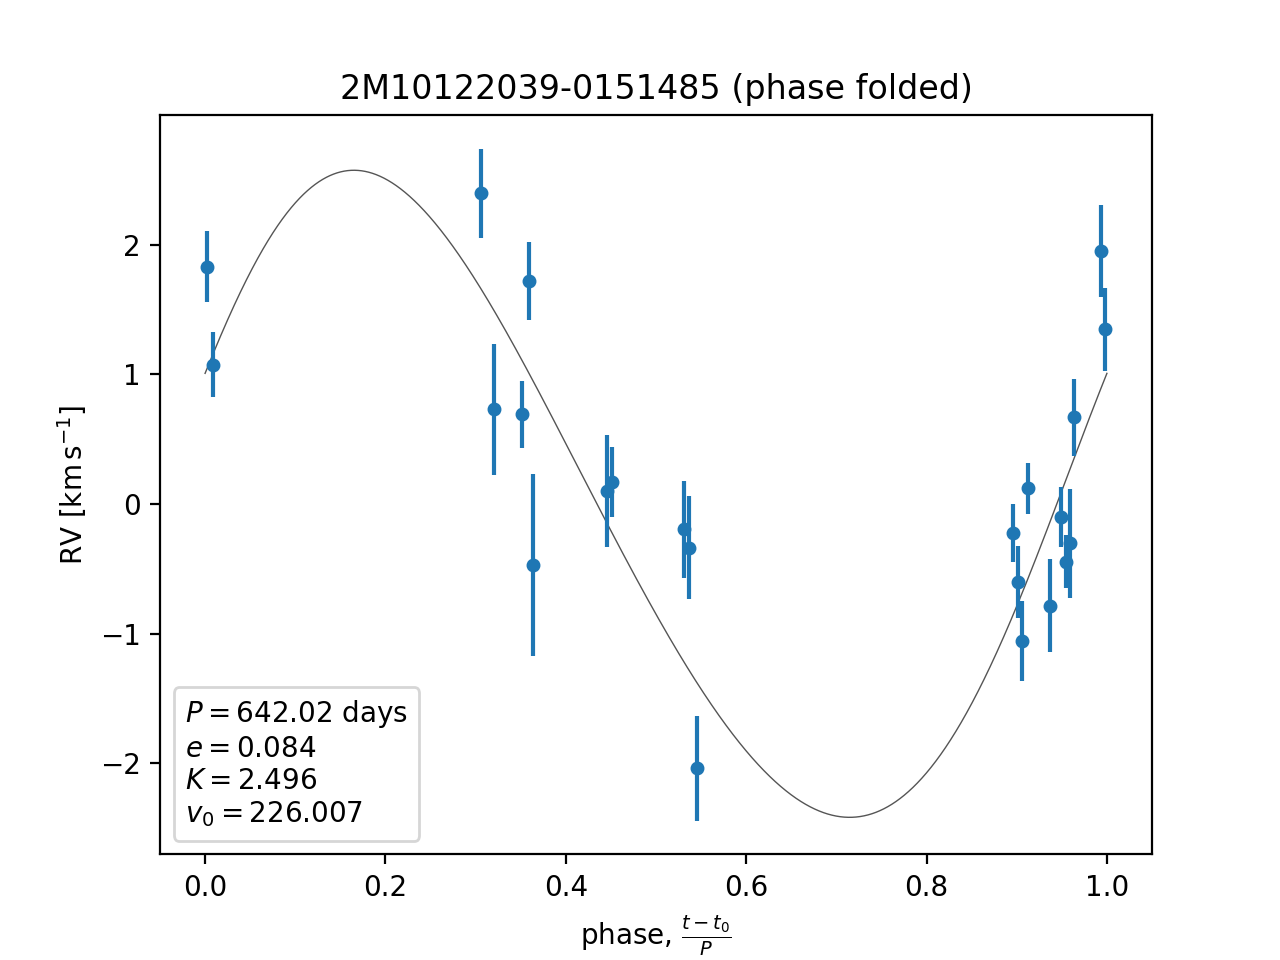 2M10122039-0151485 (phase folded)
RV [km s⁻¹]
2
1
0
−1
−2
P = 642.02 days
e = 0.084
K = 2.496
v₀ = 226.007
0.0 0.2 0.4 0.6 0.8 1.0
phase, (t − t₀)/P